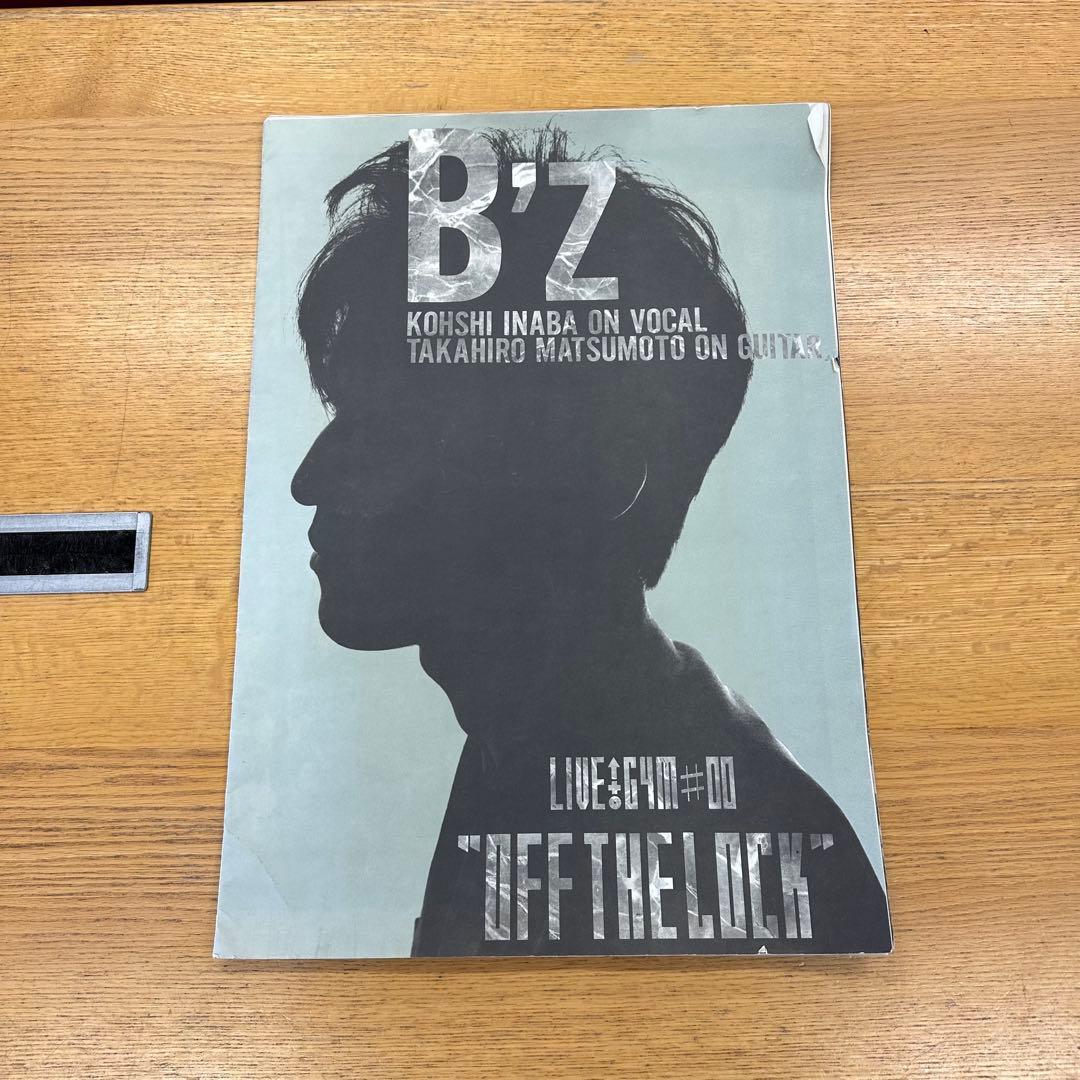 B'Z
KOHSHI INABA ON VOCAL
TAKAHIRO MATSUMOTO ON GUITAR
LIVE GYM #00
"OFF THE LOCK"